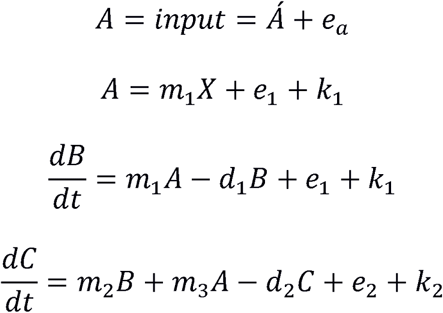 A = input = Á + e_a
A = m_1X + e_1 + k_1
dB/dt = m_1A − d_1B + e_1 + k_1
dC/dt = m_2B + m_3A − d_2C + e_2 + k_2